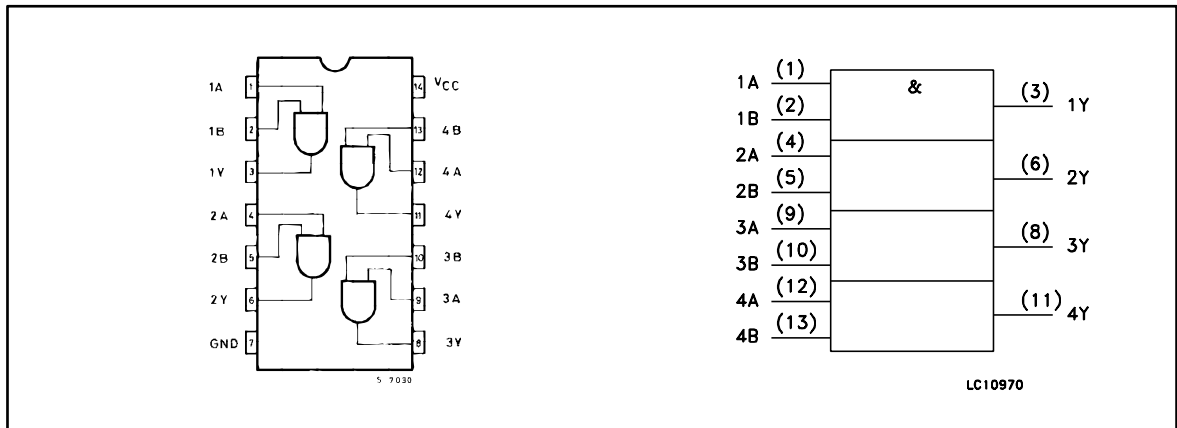 1A 1 14 VCC
1B 2 13 4B
1Y 3 12 4A
2A 4 11 4Y
2B 5 10 3B
2Y 6 9 3A
GND 7 8 3Y
S 7030
1A (1)
1B (2)
2A (4)
2B (5)
3A (9)
3B (10)
4A (12)
4B (13)
&
(3) 1Y
(6) 2Y
(8) 3Y
(11) 4Y
LC10970